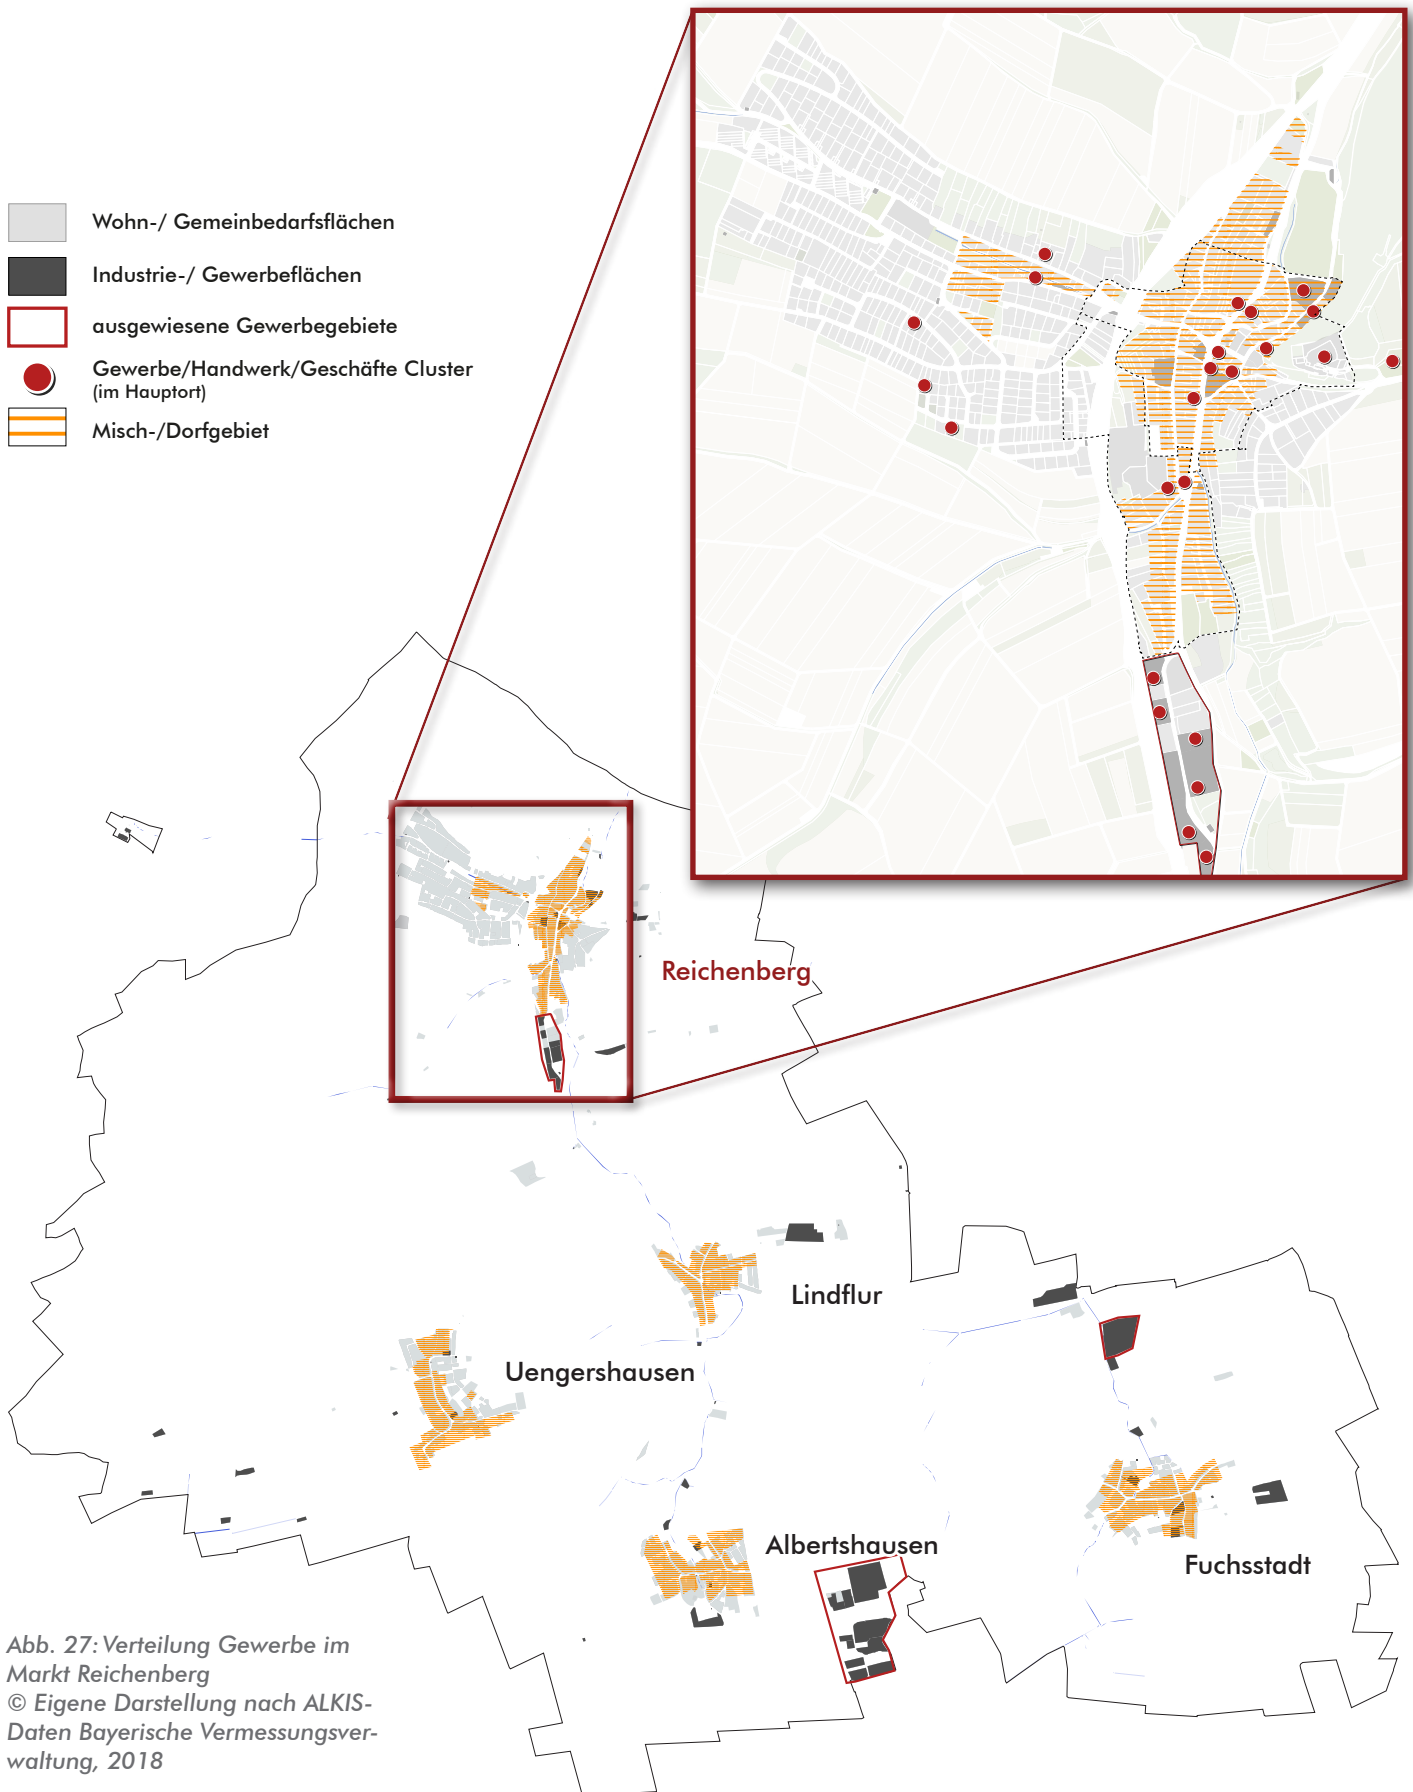 Wohn-/ Gemeinbedarfsflächen
Industrie-/ Gewerbeflächen
ausgewiesene Gewerbegebiete
Gewerbe/Handwerk/Geschäfte Cluster
(im Hauptort)
Misch-/Dorfgebiet
Reichenberg
Lindflur
Uengershausen
Albertshausen
Fuchsstadt
Abb. 27: Verteilung Gewerbe im
Markt Reichenberg
© Eigene Darstellung nach ALKIS-
Daten Bayerische Vermessungsver-
waltung, 2018